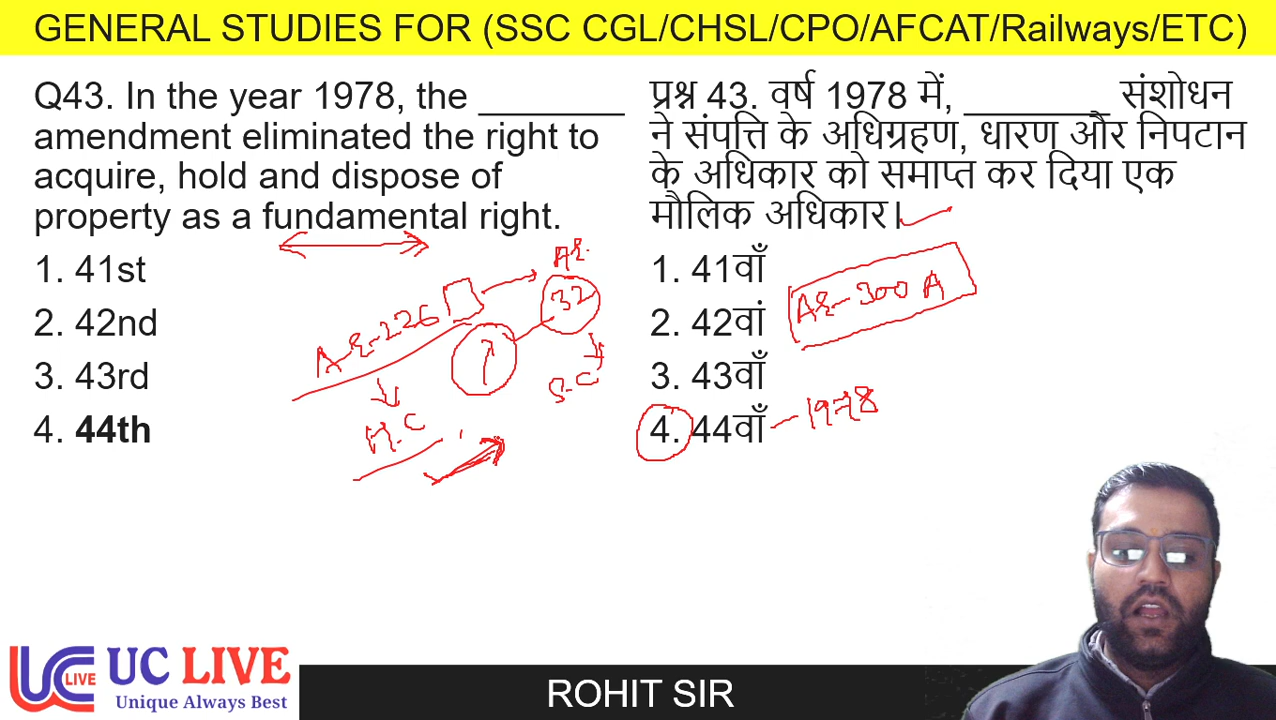 GENERAL STUDIES FOR (SSC CGL/CHSL/CPO/AFCAT/Railways/ETC)
Q43. In the year 1978, the ________
amendment eliminated the right to
acquire, hold and dispose of
property as a fundamental right.
1. 41st
2. 42nd
3. 43rd
4. 44th
प्रश्न 43. वर्ष 1978 में, ________ संशोधन
ने संपत्ति के अधिग्रहण, धारण और निपटान
के अधिकार को समाप्त कर दिया एक
मौलिक अधिकार।
1. 41वाँ
2. 42वां
3. 43वाँ
4. 44वाँ - 1978
Ar-226
H.C
Ar.
32
S.C
Ar-300 A
UC LIVE
LIVE
Unique Always Best
ROHIT SIR